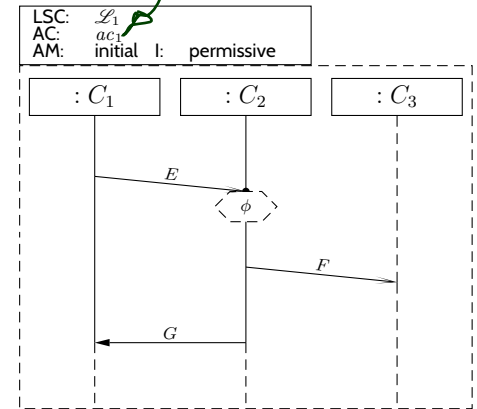 LSC: ℒ₁
AC: ac₁
AM: initial I: permissive
: C₁ : C₂ : C₃
E
ϕ
F
G